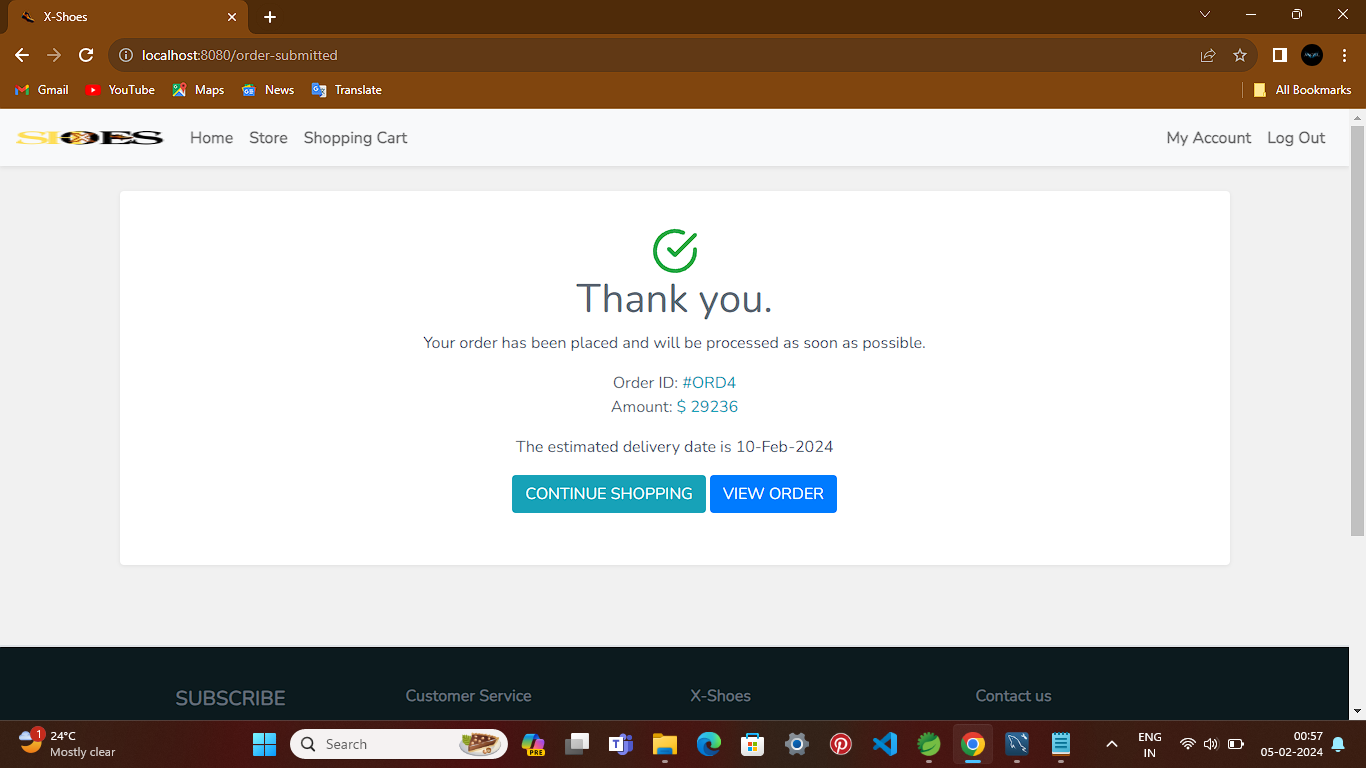 X-Shoes
localhost:8080/order-submitted
Gmail YouTube Maps News Translate All Bookmarks
SIOES Home Store Shopping Cart My Account Log Out
Thank you.
Your order has been placed and will be processed as soon as possible.
Order ID: #ORD4
Amount: $ 29236
The estimated delivery date is 10-Feb-2024
CONTINUE SHOPPING VIEW ORDER
SUBSCRIBE Customer Service X-Shoes Contact us
1 24°C
Mostly clear
Search
PRE
ENG
IN
00:57
05-02-2024